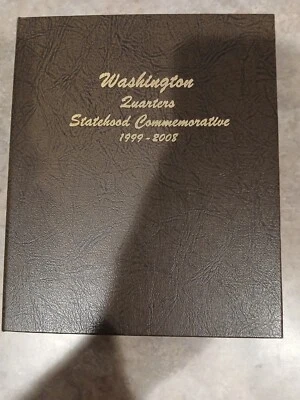 Washington
Quarters
Statehood Commemorative
1999-2008